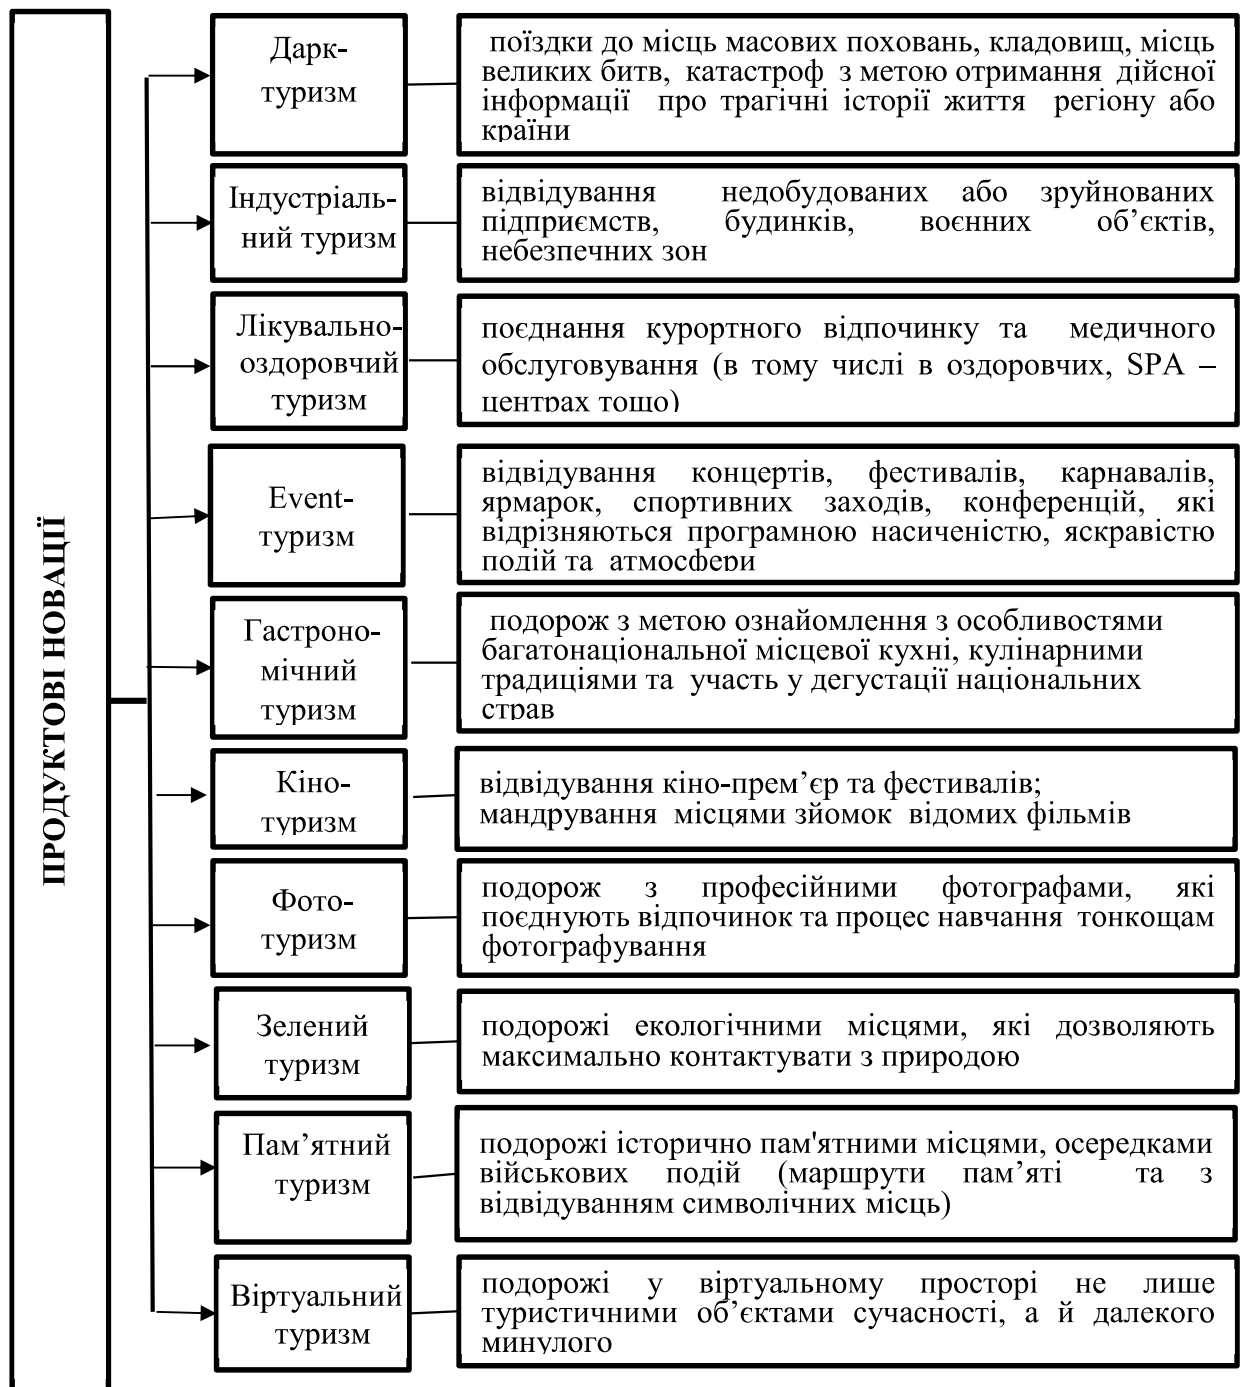 ПРОДУКТОВІ НОВАЦІЇ
Дарк-
туризм
поїздки до місць масових поховань, кладовищ, місць
великих битв, катастроф з метою отримання дійсної
інформації про трагічні історії життя регіону або
країни
Індустріаль-
ний туризм
відвідування недобудованих або зруйнованих
підприємств, будинків, воєнних об’єктів,
небезпечних зон
Лікувально-
оздоровчий
туризм
поєднання курортного відпочинку та медичного
обслуговування (в тому числі в оздоровчих, SPA –
центрах тощо)
Event-
туризм
відвідування концертів, фестивалів, карнавалів,
ярмарок, спортивних заходів, конференцій, які
відрізняються програмною насиченістю, яскравістю
подій та атмосфери
Гастроно-
мічний
туризм
подорож з метою ознайомлення з особливостями
багатонаціональної місцевої кухні, кулінарними
традиціями та участь у дегустації національних
страв
Кіно-
туризм
відвідування кіно-прем’єр та фестивалів;
мандрування місцями зйомок відомих фільмів
Фото-
туризм
подорож з професійними фотографами, які
поєднують відпочинок та процес навчання тонкощам
фотографування
Зелений
туризм
подорожі екологічними місцями, які дозволяють
максимально контактувати з природою
Пам’ятний
туризм
подорожі історично пам'ятними місцями, осередками
військових подій (маршрути пам’яті та з
відвідуванням символічних місць)
Віртуальний
туризм
подорожі у віртуальному просторі не лише
туристичними об’єктами сучасності, а й далекого
минулого